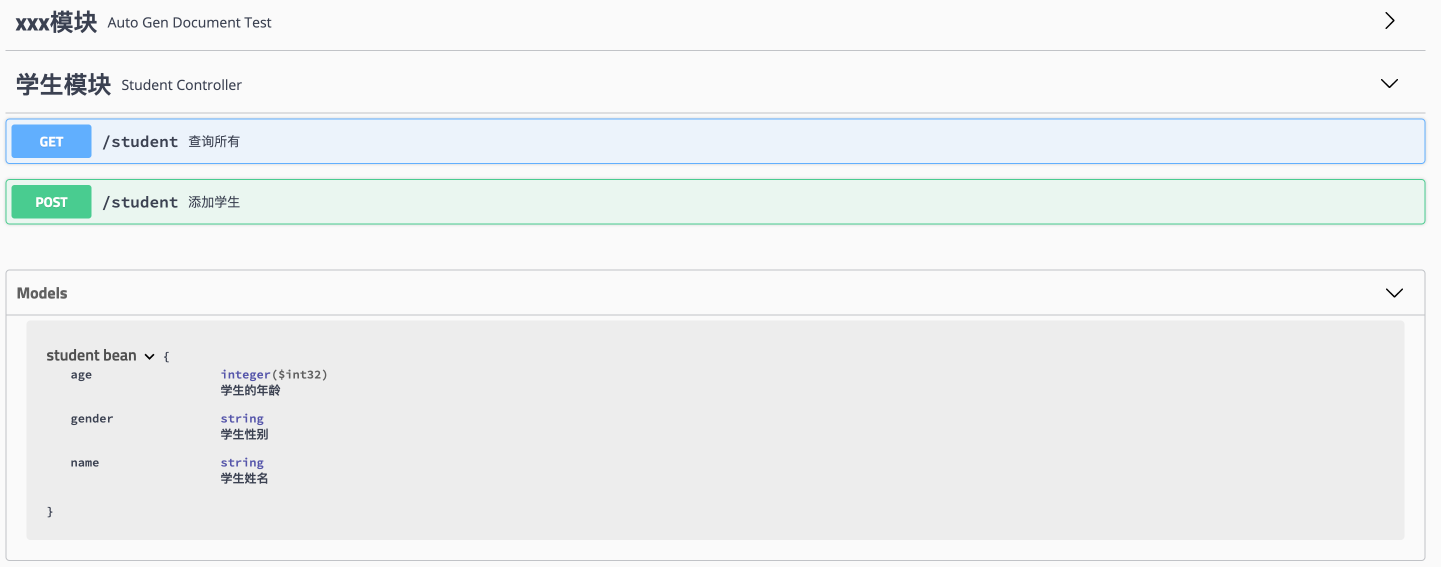 xxx模块 Auto Gen Document Test
学生模块 Student Controller
GET /student 查询所有
POST /student 添加学生
Models
student bean {
age integer($int32)
学生的年龄
gender string
学生性别
name string
学生姓名
}